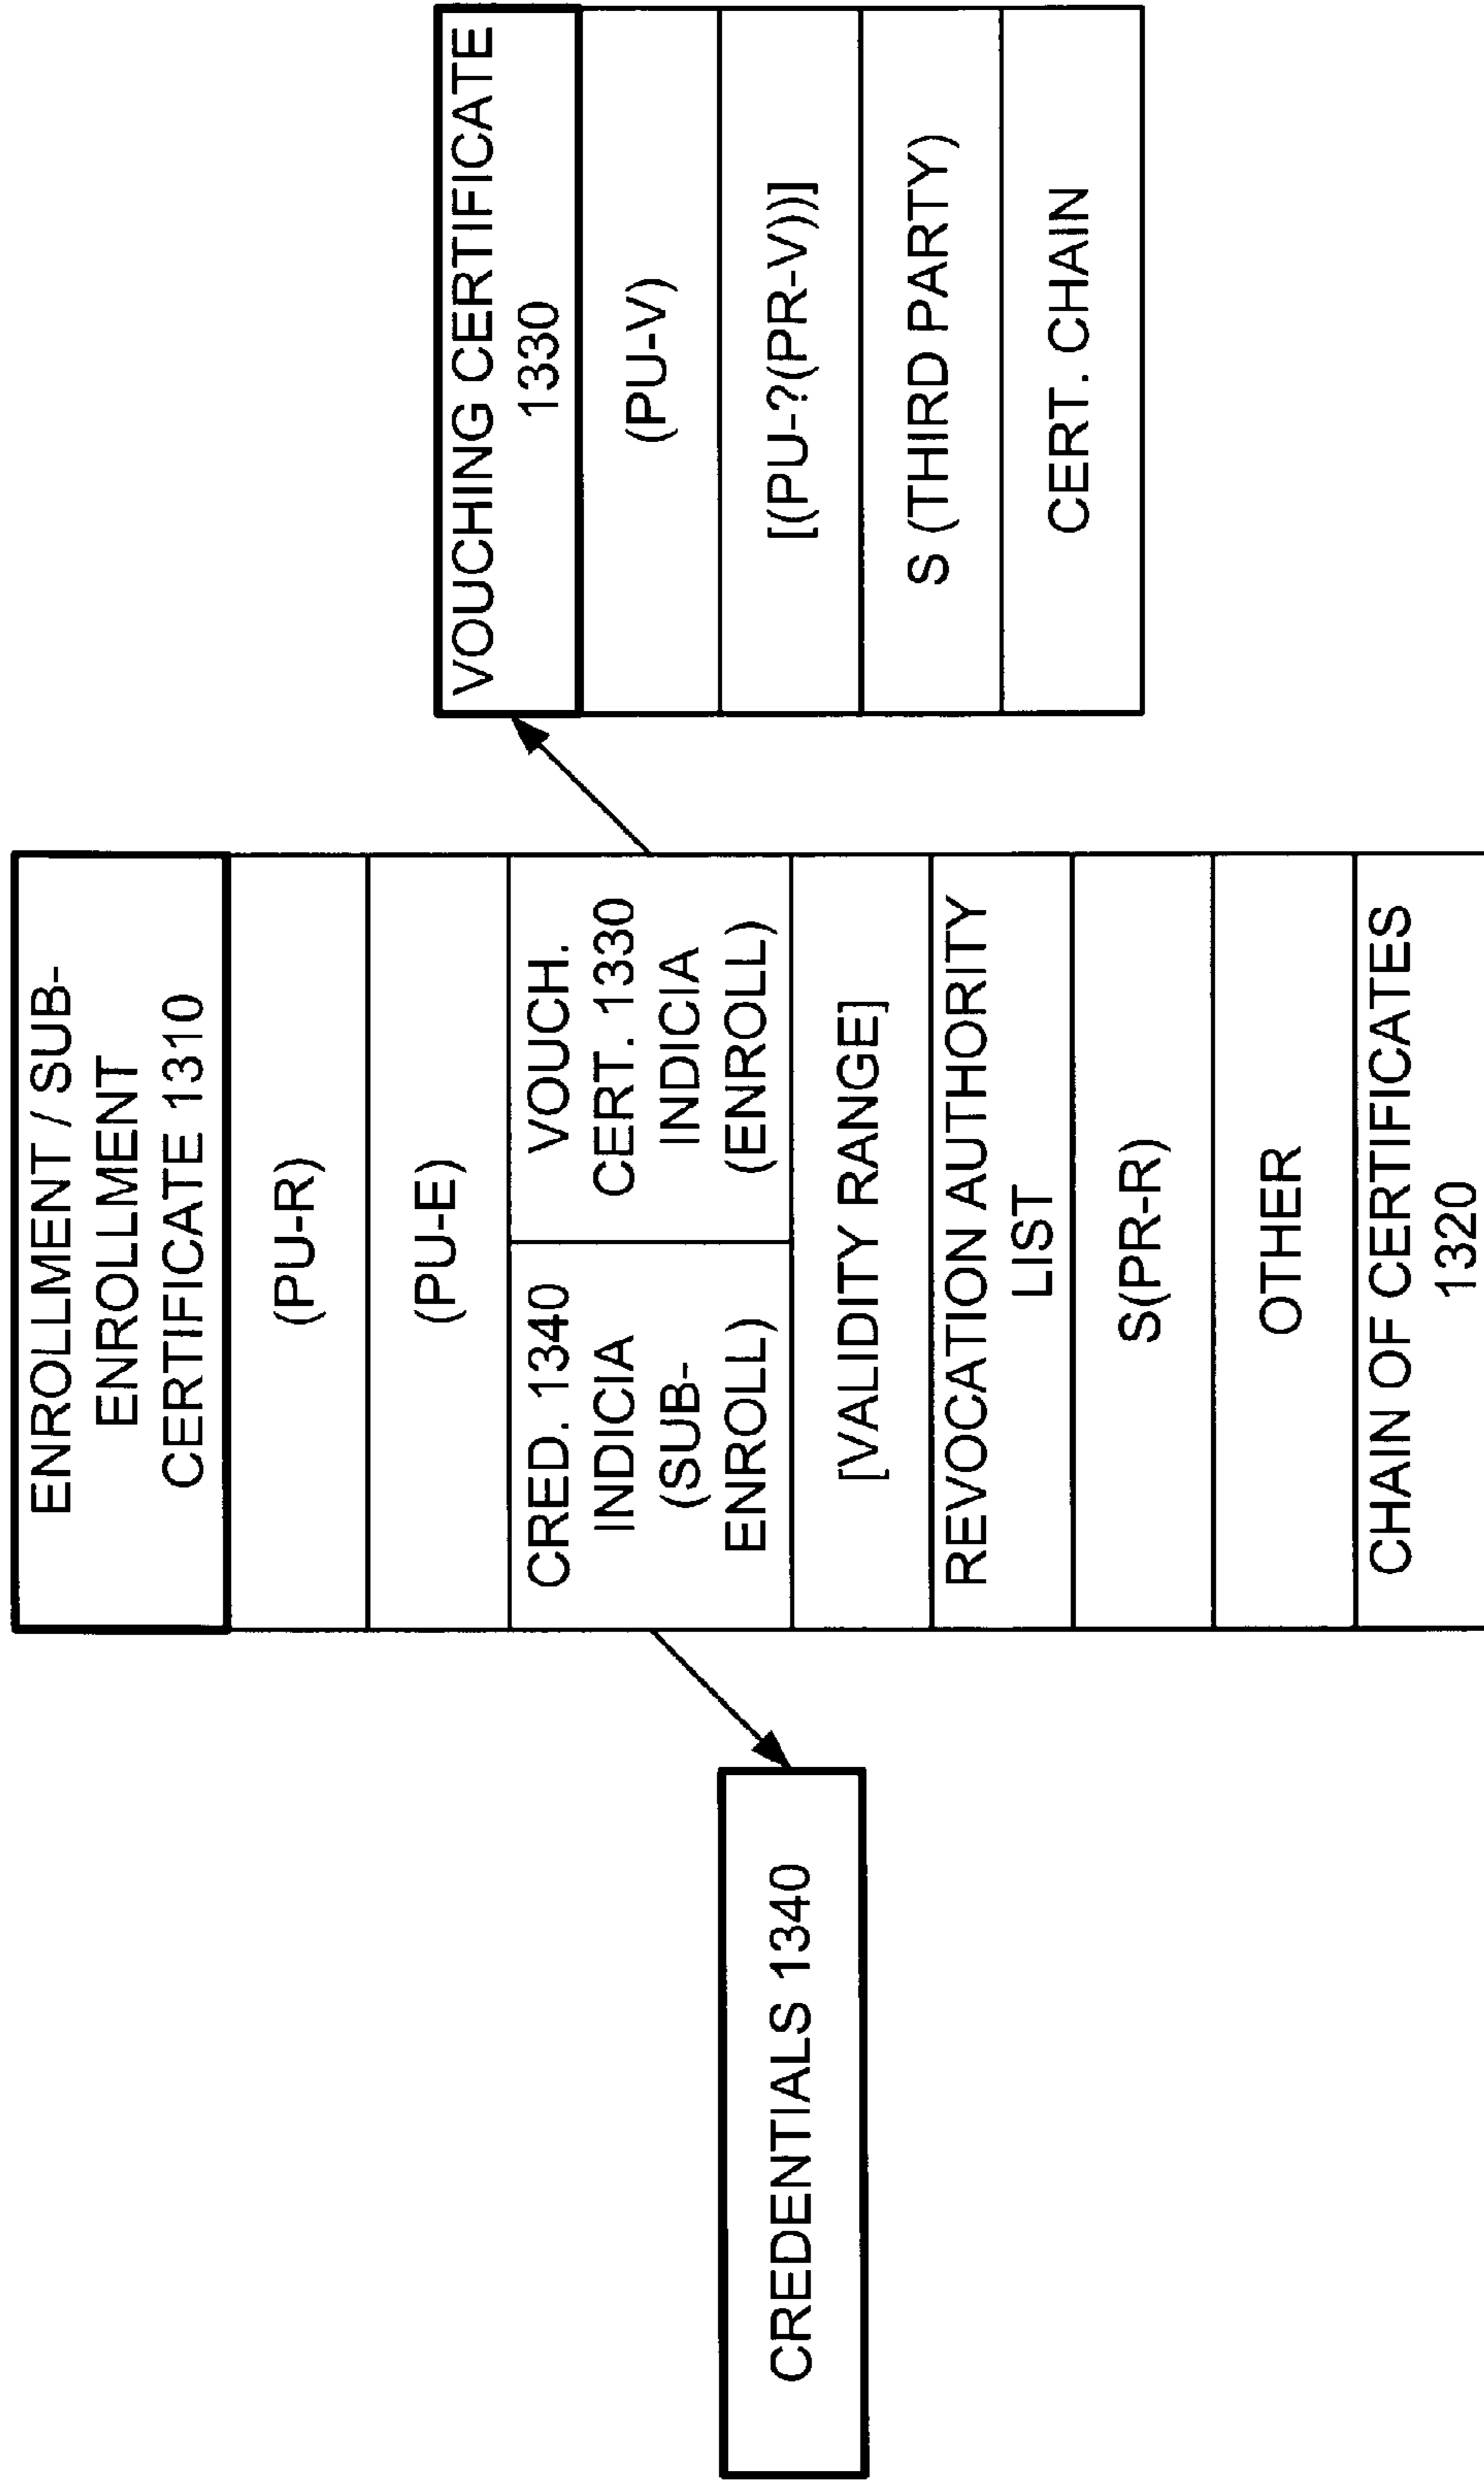 ENROLLMENT / SUB-
ENROLLMENT
CERTIFICATE 1310
(PU-R)
(PU-E)
CRED. 1340
INDICIA
(SUB-
ENROLL)
VOUCH.
CERT. 1330
INDICIA
(ENROLL)
[VALIDITY RANGE]
REVOCATION AUTHORITY
LIST
S(PR-R)
OTHER
CHAIN OF CERTIFICATES
1320
CREDENTIALS 1340
VOUCHING CERTIFICATE
1330
(PU-V)
[(PU-?(PR-V))]
S (THIRD PARTY)
CERT. CHAIN